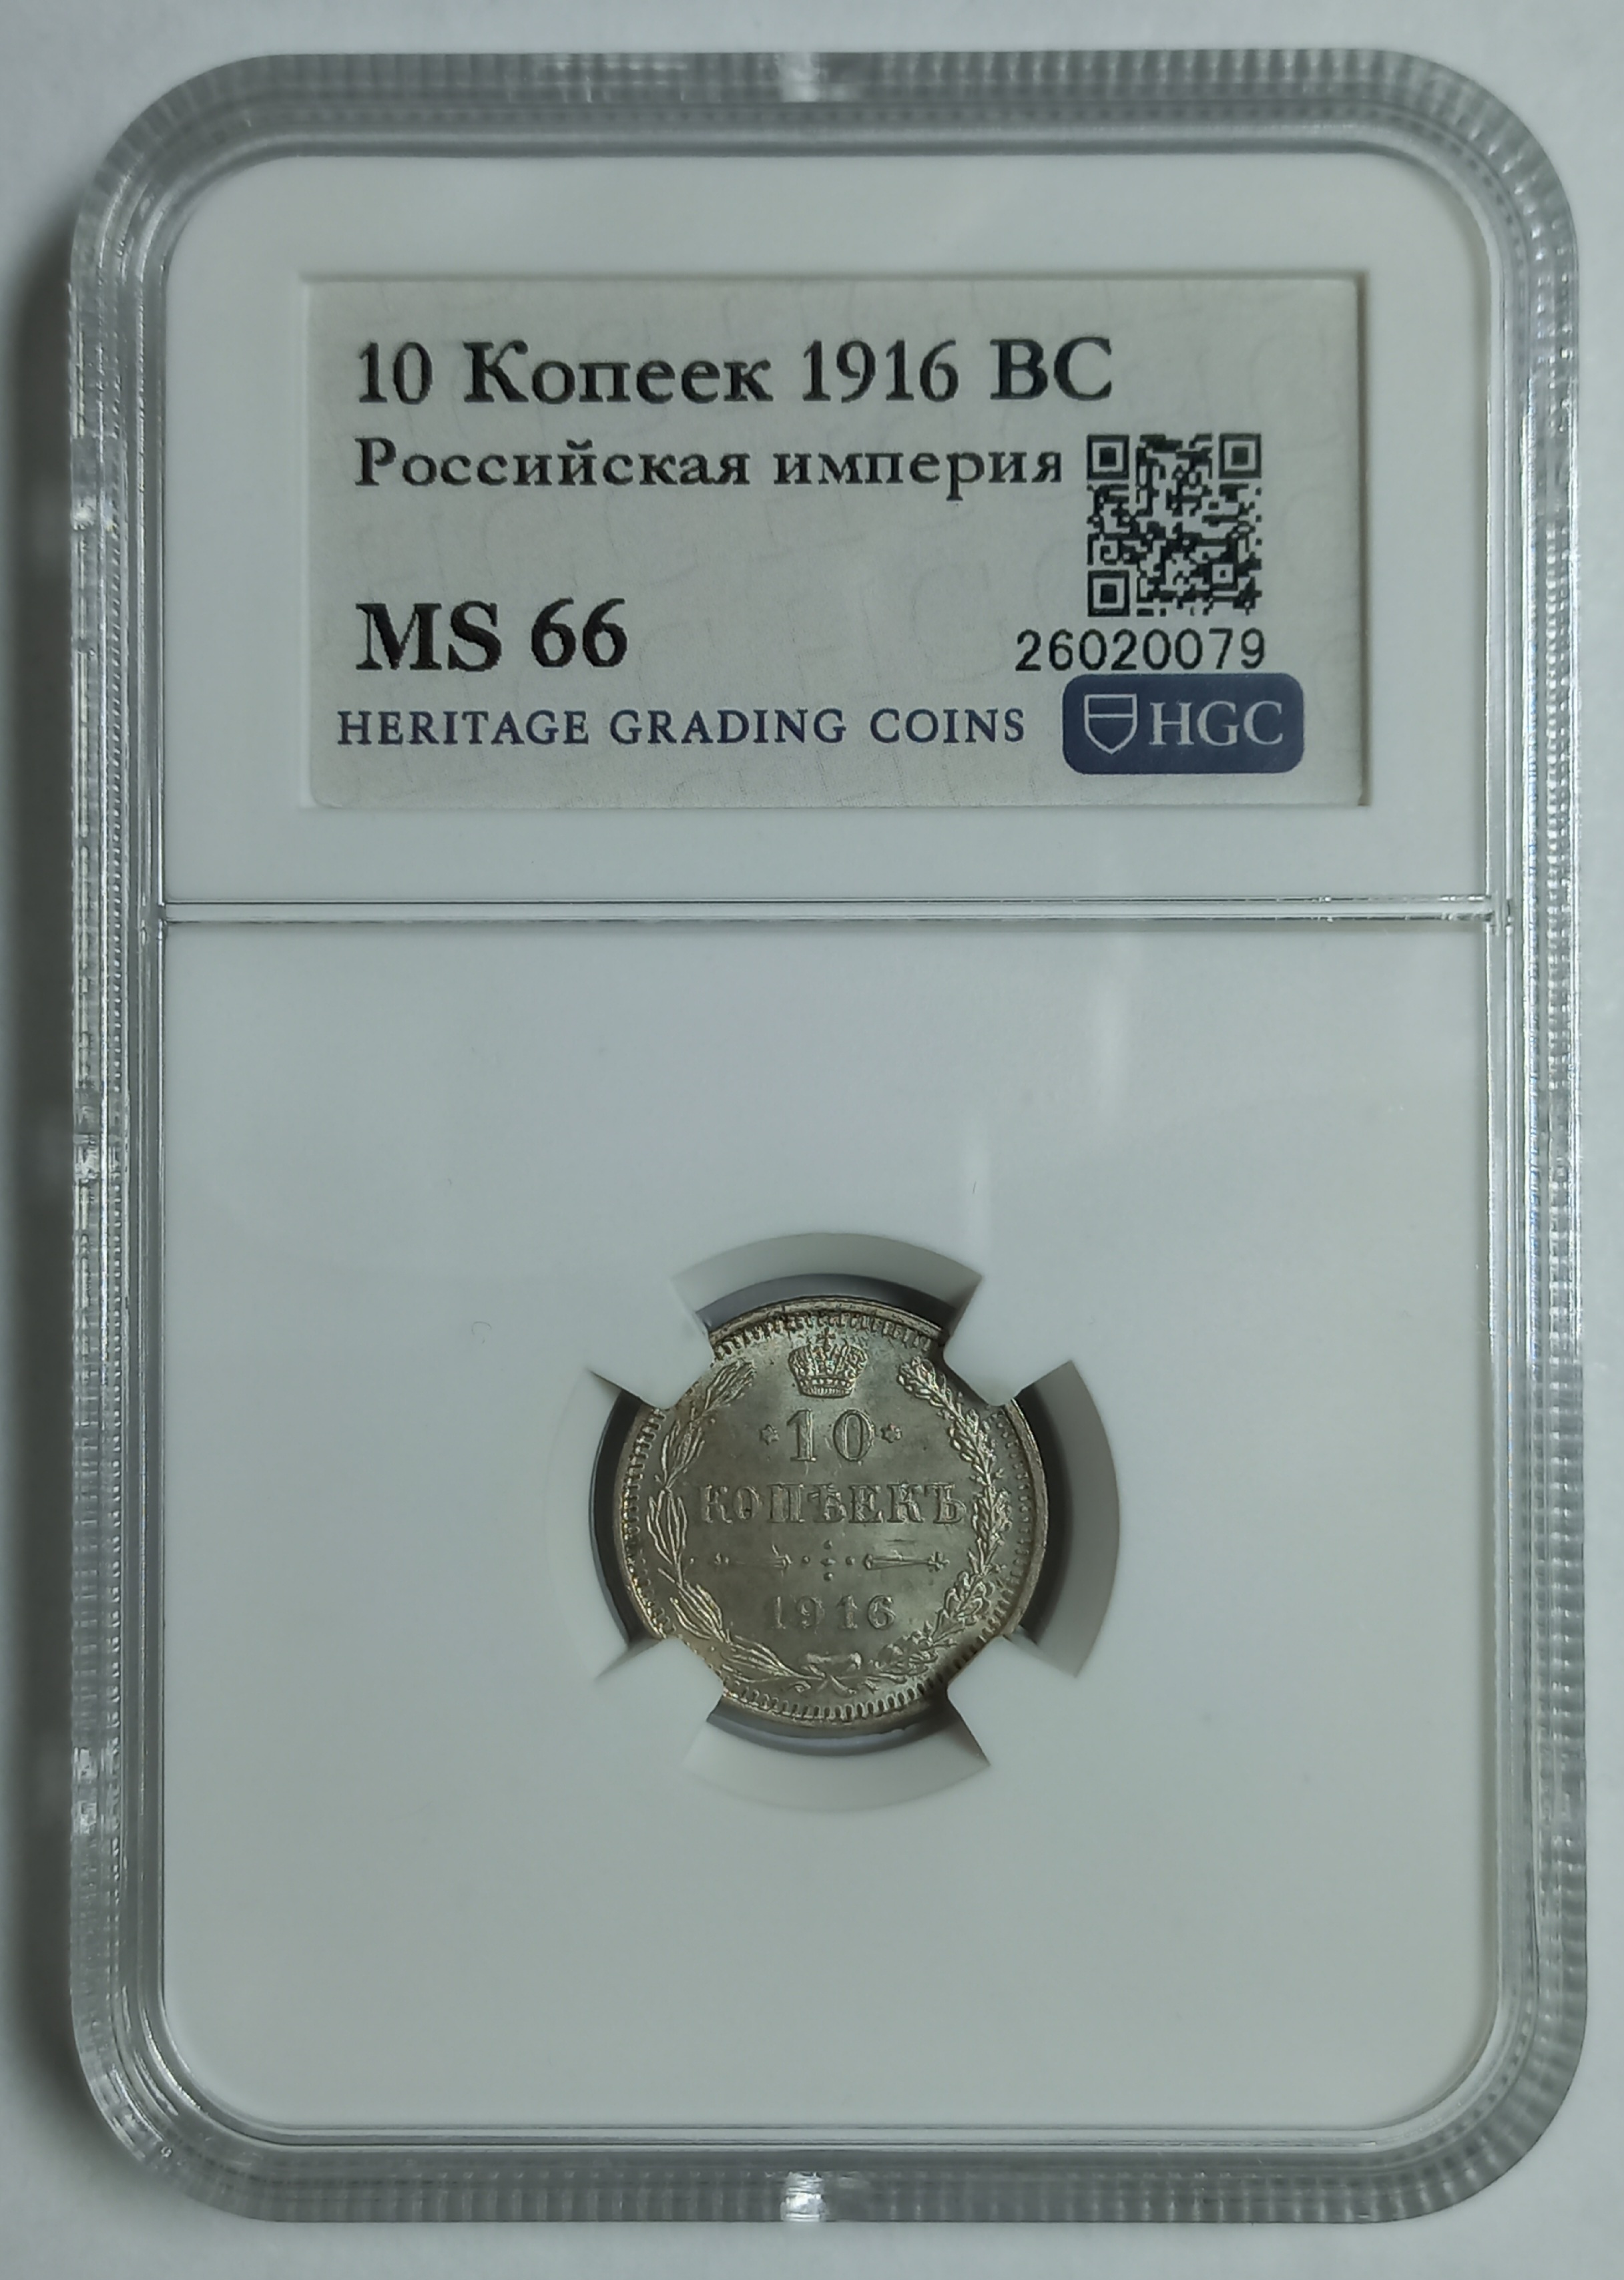 10 Копеек 1916 ВС
Российская империя
MS 66
26020079
HERITAGE GRADING COINS HGC
10
КОПѢЕКЪ
1916